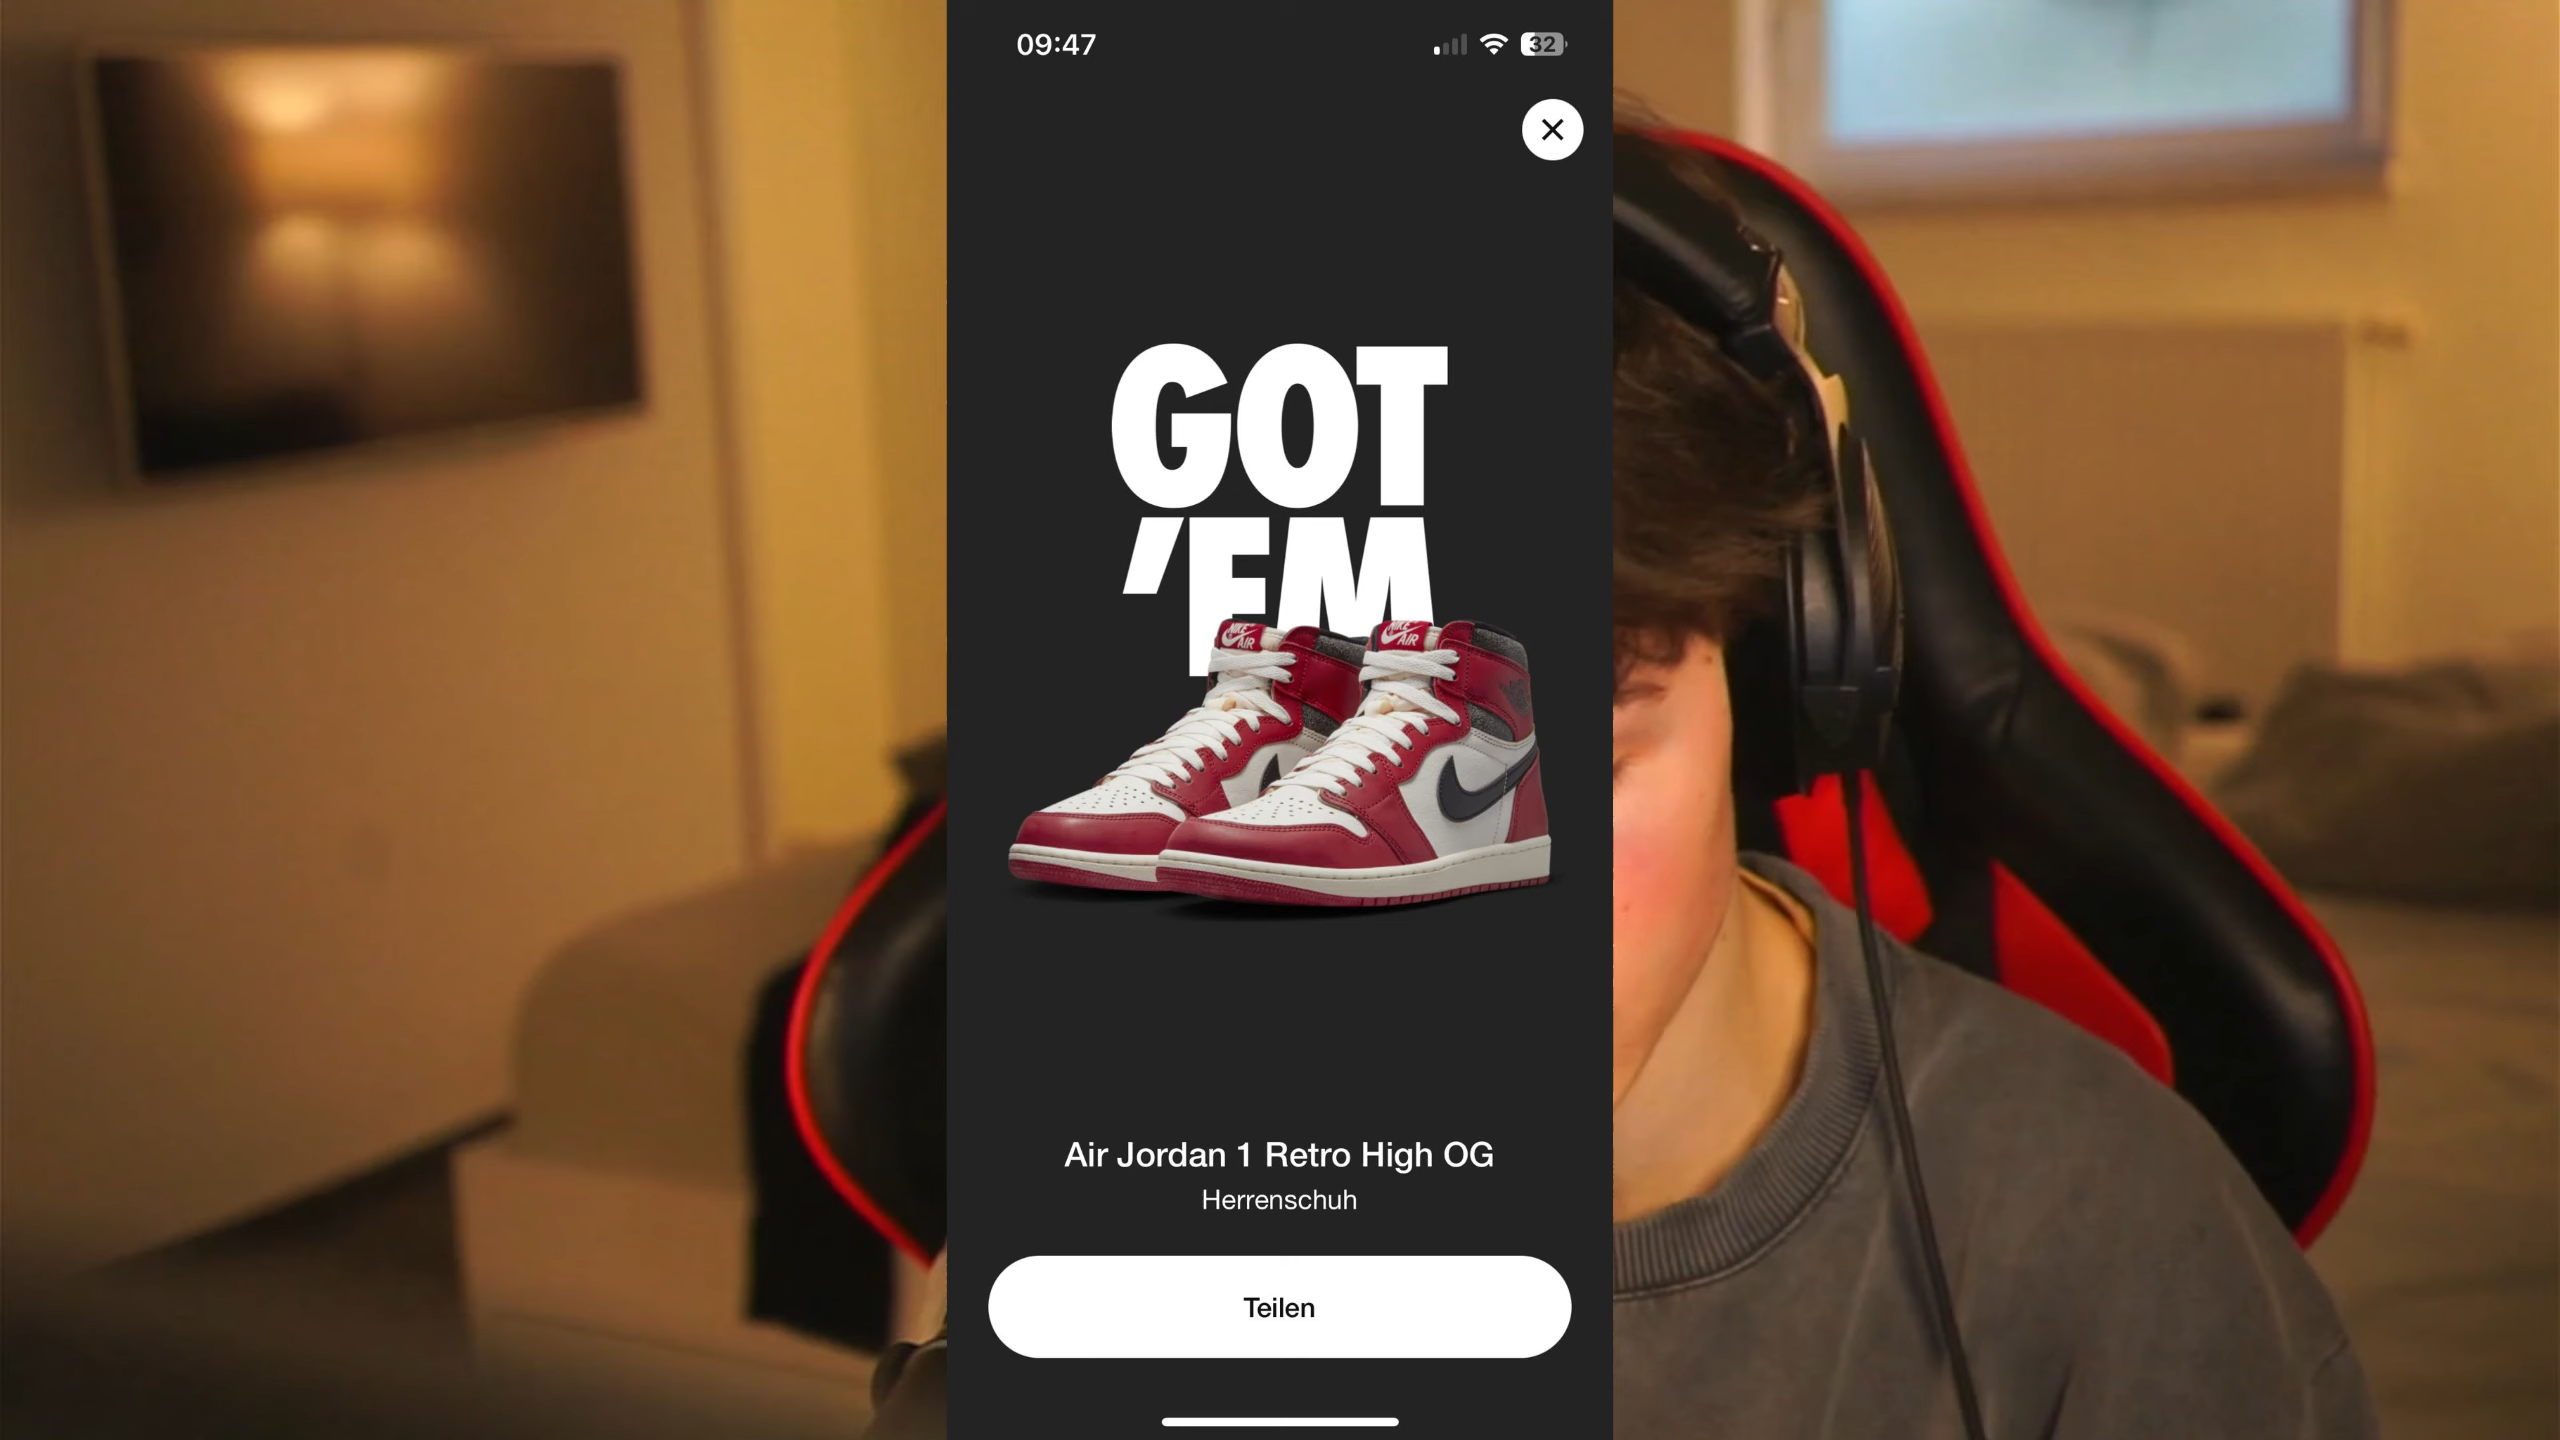 09:47
32
GOT
'EM
NIKE
AIR
NIKE
AIR
Air Jordan 1 Retro High OG
Herrenschuh
Teilen